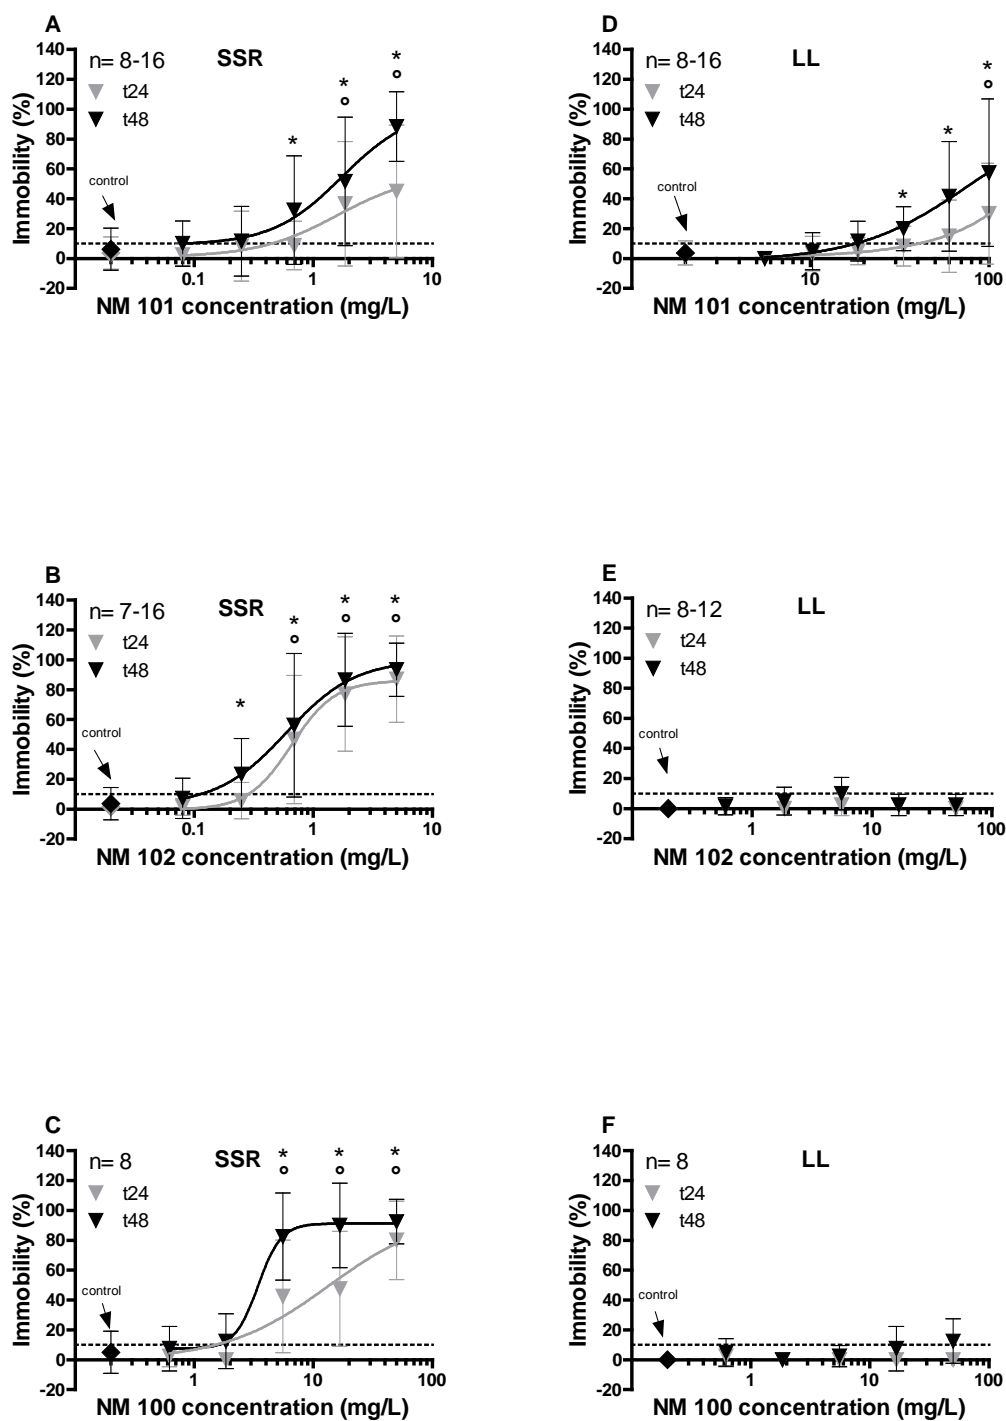 A
n= 8-16
SSR
t24
t48
control
* * *
140
120
100
80
60
40
20
0
-20
Immobility (%)
0.1 1 10
NM 101 concentration (mg/L)
D
n= 8-16
LL
t24
t48
control
* * *
140
120
100
80
60
40
20
0
-20
Immobility (%)
10 100
NM 101 concentration (mg/L)
B
n= 7-16
SSR
t24
t48
control
* * * *
140
120
100
80
60
40
20
0
-20
Immobility (%)
0.1 1 10
NM 102 concentration (mg/L)
E
n= 8-12
LL
t24
t48
control
140
120
100
80
60
40
20
0
-20
Immobility (%)
1 10 100
NM 102 concentration (mg/L)
C
n= 8
SSR
t24
t48
control
* * *
140
120
100
80
60
40
20
0
-20
Immobility (%)
1 10 100
NM 100 concentration (mg/L)
F
n= 8
LL
t24
t48
control
140
120
100
80
60
40
20
0
-20
Immobility (%)
1 10 100
NM 100 concentration (mg/L)